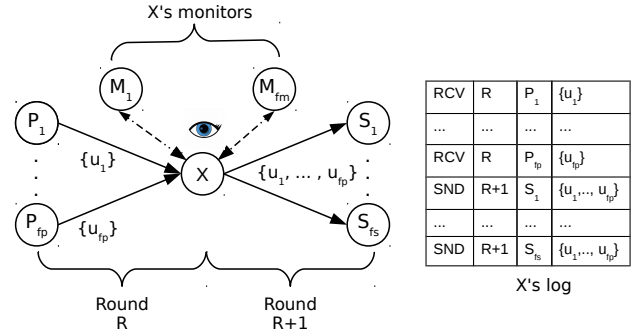 X's monitors
M1 Mfm
P1 S1
{u1}
X {u1, ... , ufp}
Pfp Sfs
{ufp}
Round R
Round R+1
RCV R P1 {u1}
... ... ... ...
RCV R Pfp {ufp}
SND R+1 S1 {u1,.., ufp}
... ... ... ...
SND R+1 Sfs {u1,.., ufp}
X's log